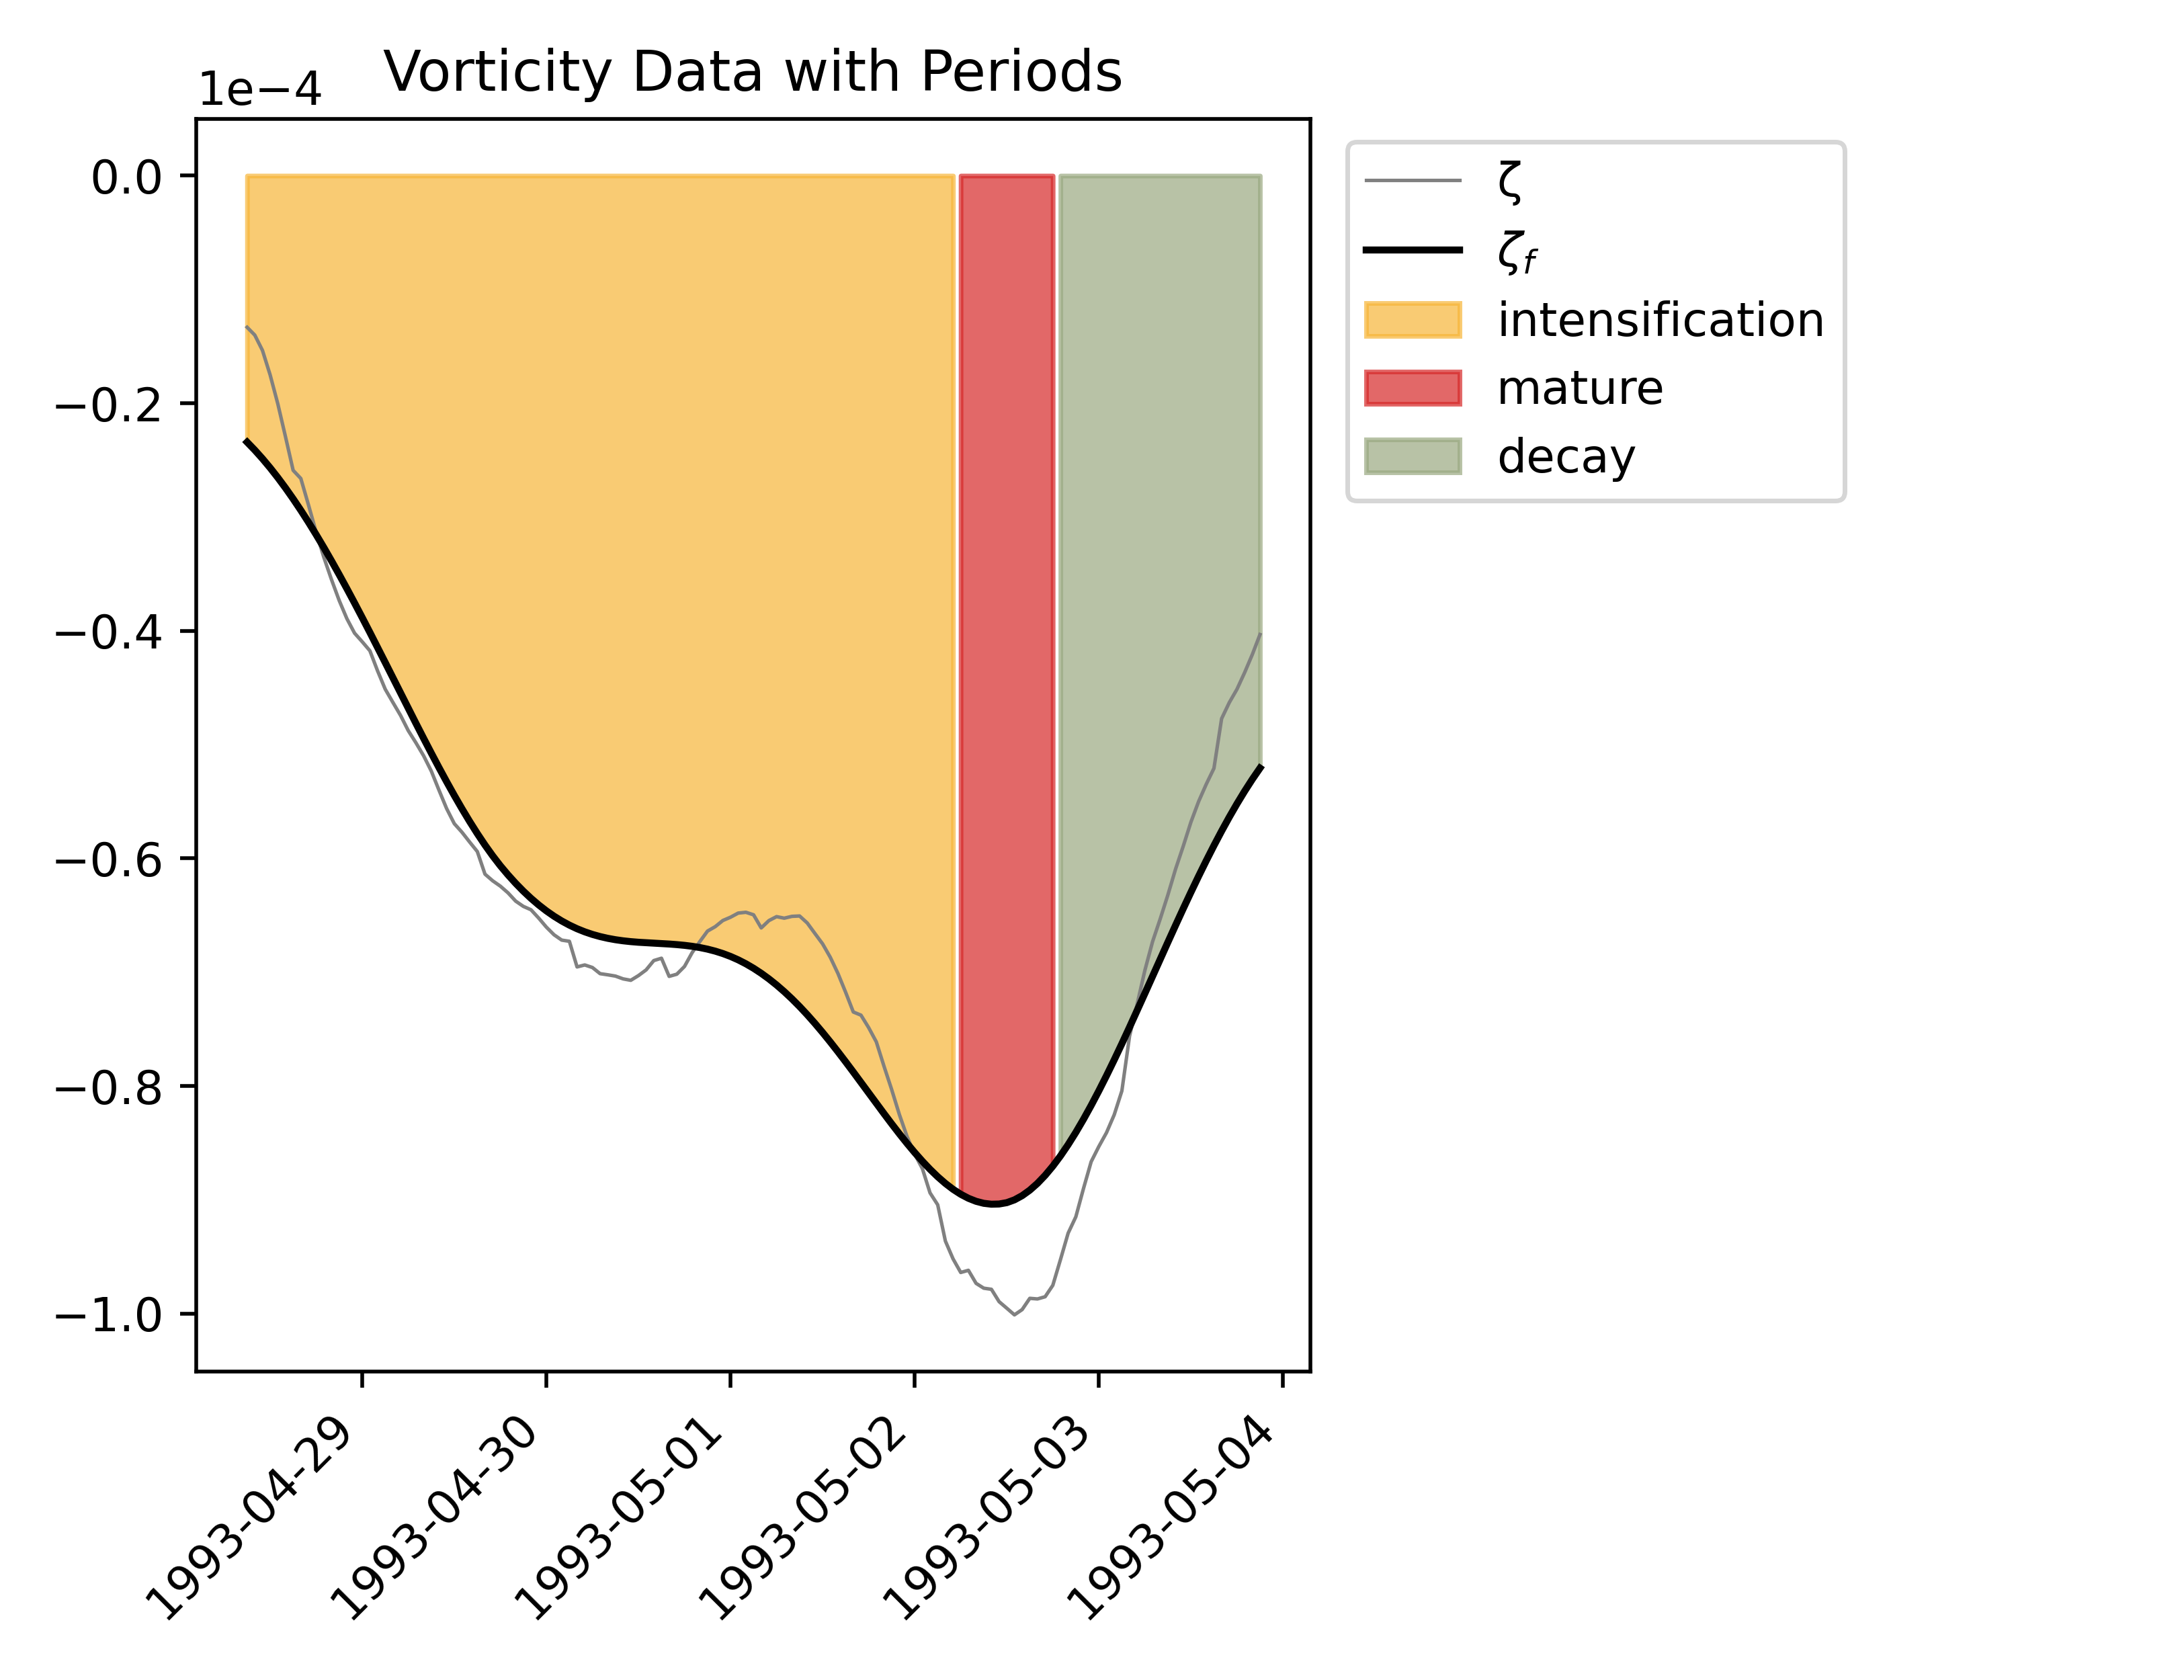 Vorticity Data with Periods
1e−4
0.0
−0.2
−0.4
−0.6
−0.8
−1.0
1993-04-29
1993-04-30
1993-05-01
1993-05-02
1993-05-03
1993-05-04
ζ
ζf
intensification
mature
decay